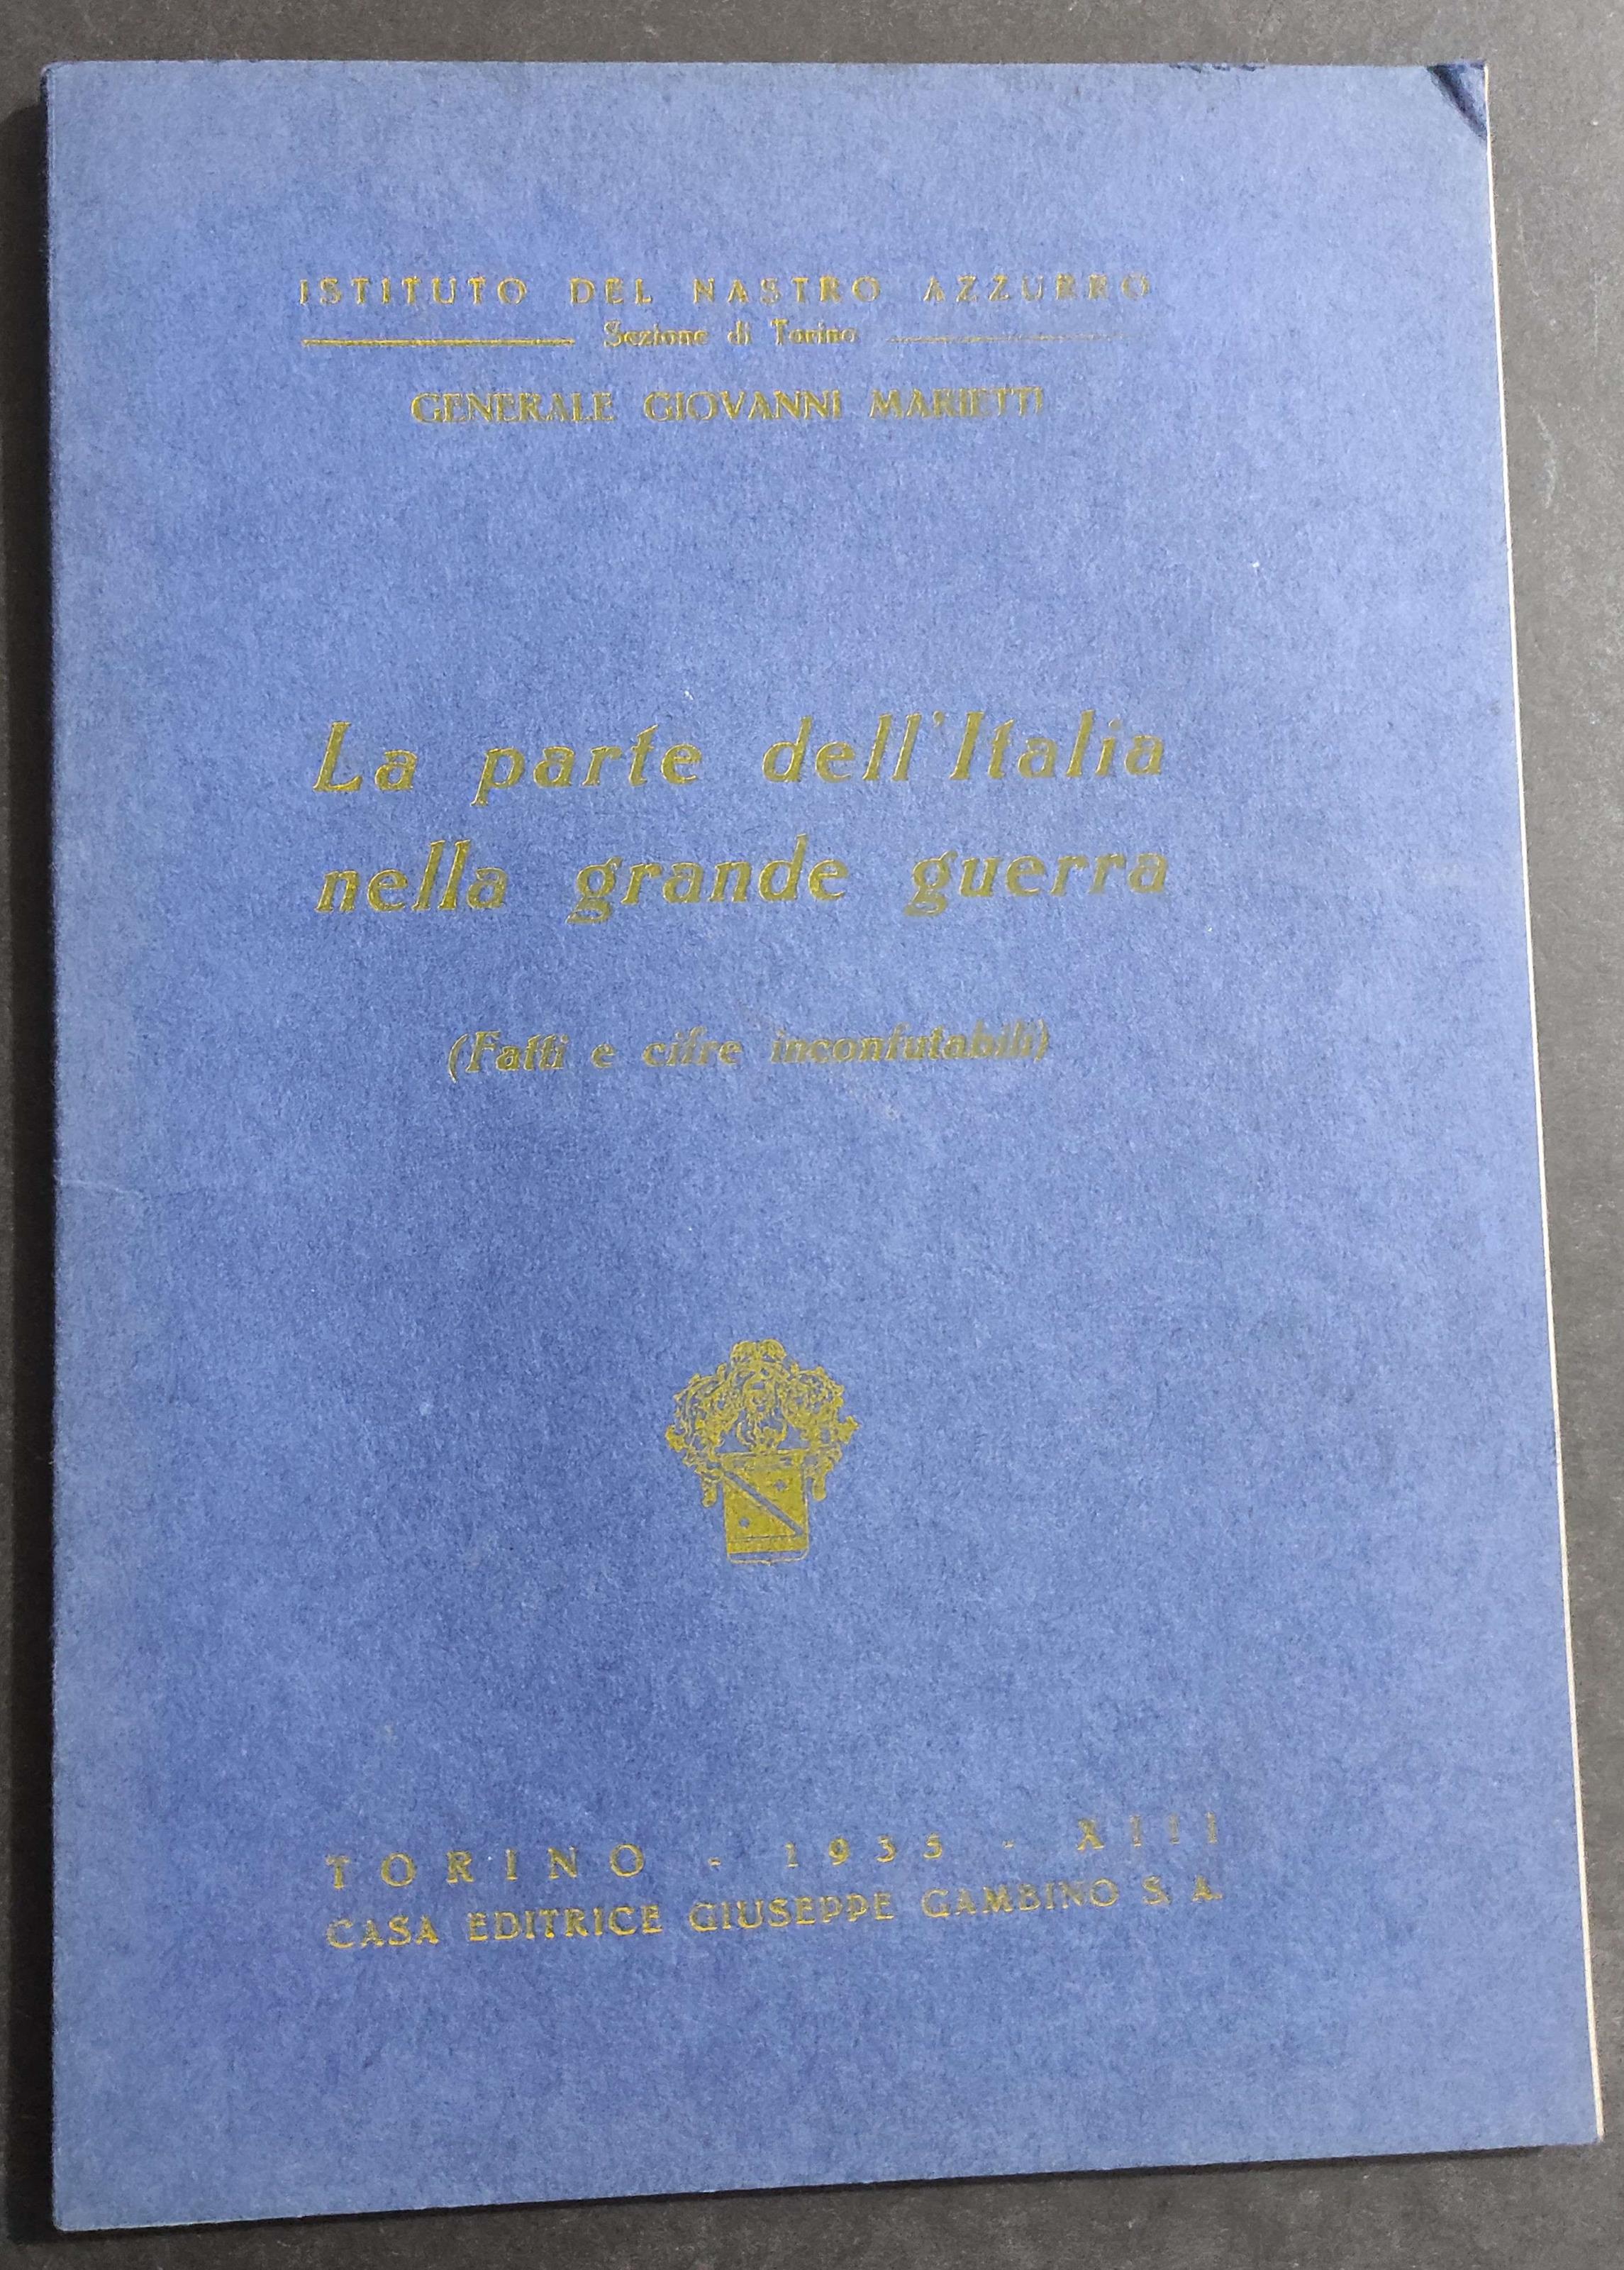 ISTITUTO DEL NASTRO AZZURRO
Sezione di Torino
GENERALE GIOVANNI MARIETTI
La parte dell'Italia
nella grande guerra
(Fatti e cifre inconfutabili)
TORINO - 1935 - XIII
CASA EDITRICE GIUSEPPE GAMBINO S. A.